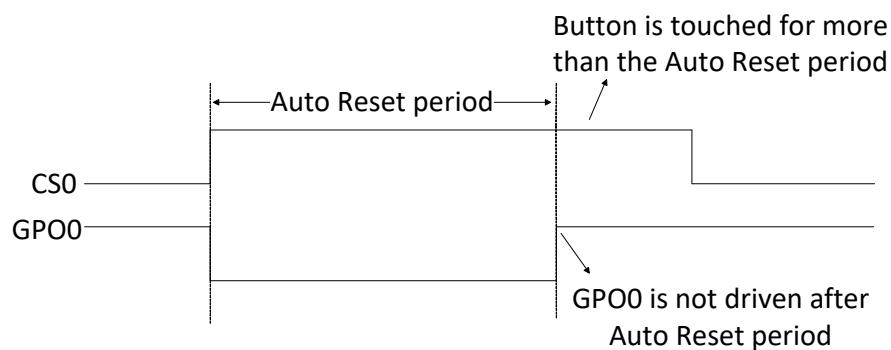 Button is touched for more
than the Auto Reset period
Auto Reset period
CS0
GPO0
GPO0 is not driven after
Auto Reset period